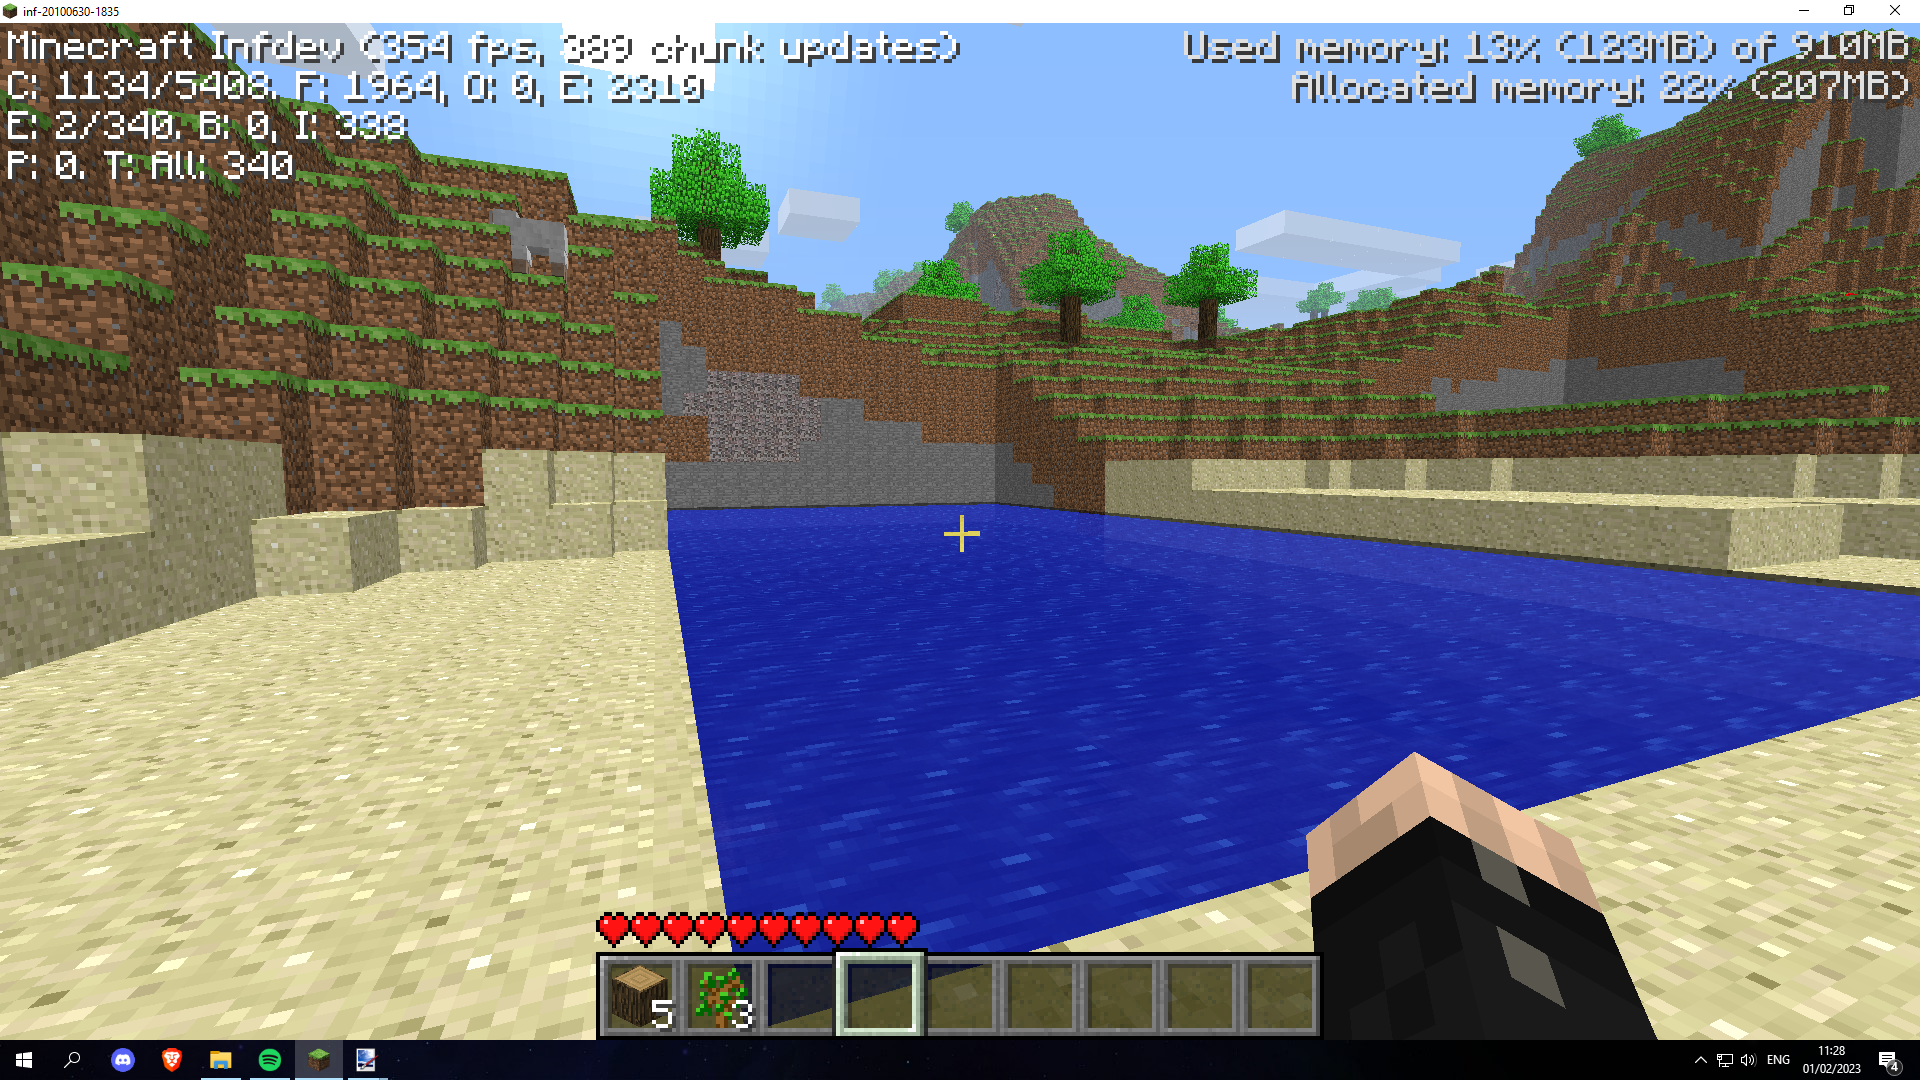 inf-20100630-1835
Minecraft Infdev (354 fps, 389 chunk updates)
C: 1134/5408. F: 1964, O: 0, E: 2310
E: 2/340. B: 0, I: 338
P: 0. T: All: 340
Used memory: 13% (123MB) of 910MB
Allocated memory: 22% (207MB)
5
3
ENG
11:28
01/02/2023
4